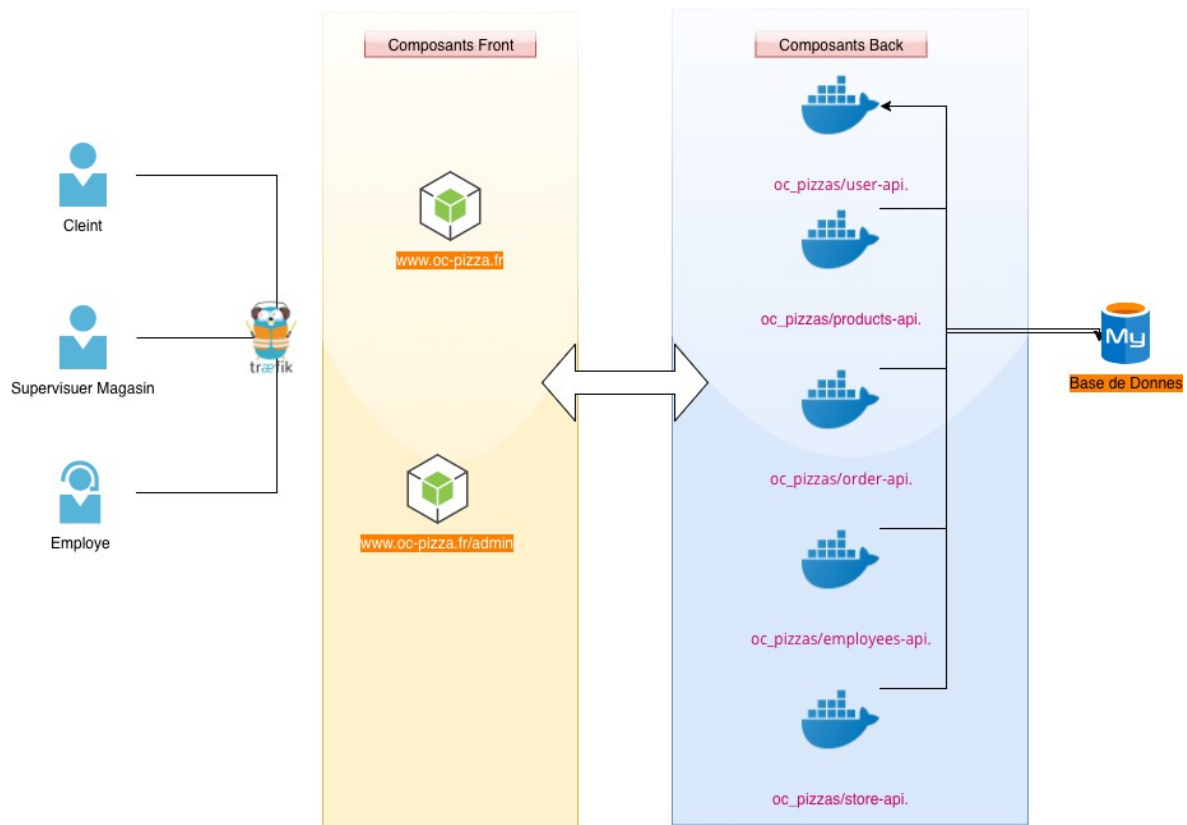 Composants Front
Composants Back
Cleint
Supervisuer Magasin
Employe
træfik
www.oc-pizza.fr
www.oc-pizza.fr/admin
oc_pizzas/user-api.
oc_pizzas/products-api.
oc_pizzas/order-api.
oc_pizzas/employees-api.
oc_pizzas/store-api.
My
Base de Donnes